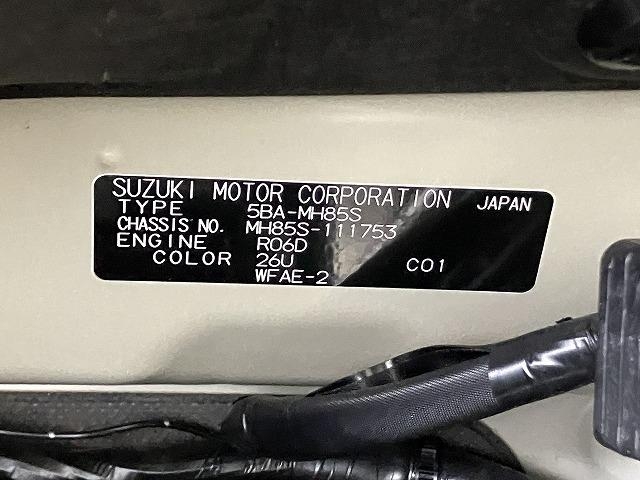 SUZUKI MOTOR CORPORATION JAPAN
TYPE 5BA-MH85S
CHASSIS NO. MH85S-111753
ENGINE R06D
COLOR 26U C01
WFAE-2